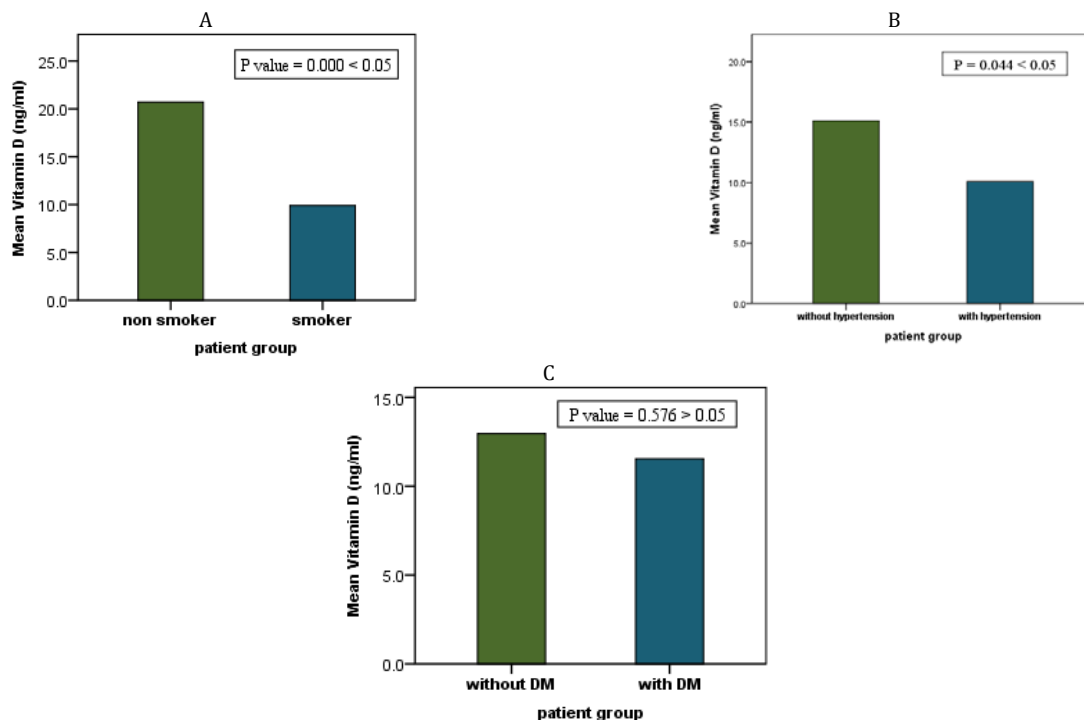 A
P value = 0.000 < 0.05
Mean Vitamin D (ng/ml)
25.0
20.0
15.0
10.0
5.0
0.0
non smoker
smoker
patient group
B
P = 0.044 < 0.05
Mean Vitamin D (ng/ml)
20.0
15.0
10.0
5.0
0.0
without hypertension
with hypertension
patient group
C
P value = 0.576 > 0.05
Mean Vitamin D (ng/ml)
15.0
10.0
5.0
0.0
without DM
with DM
patient group